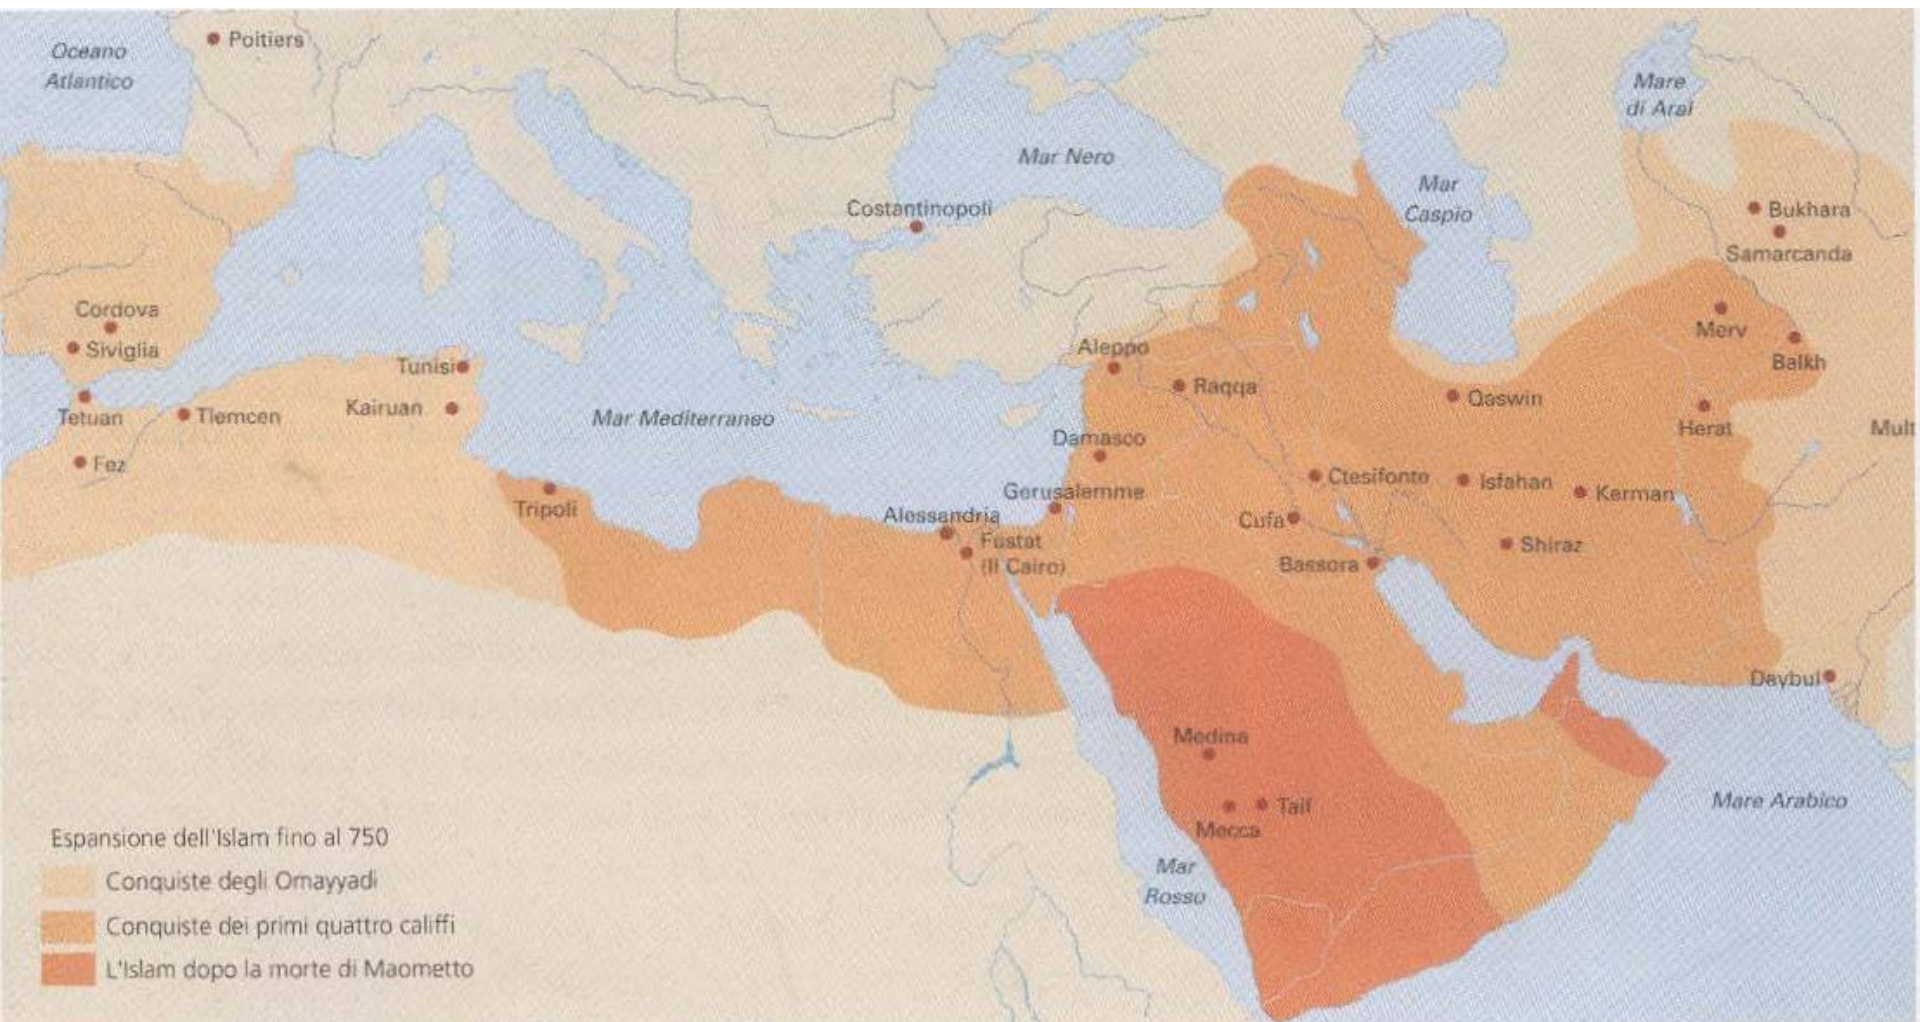 Oceano
Atlantico
Poitiers
Mare
di Aral
Mar Nero
Mar
Caspio
Costantinopoli
Bukhara
Samarcanda
Cordova
Siviglia
Merv
Balkh
Aleppo
Tunisi
Raqqa
Qaswin
Kairuan
Tetuan
Tlemcen
Mar Mediterraneo
Herat
Mult
Damasco
Fez
Ctesifonte
Isfahan
Kerman
Gerusalemme
Tripoli
Alessandria
Cufa
Fustat
(Il Cairo)
Shiraz
Bassora
Daybul
Medina
Taif
Mecca
Mare Arabico
Mar
Rosso
Espansione dell'Islam fino al 750
Conquiste degli Omayyadi
Conquiste dei primi quattro califfi
L'Islam dopo la morte di Maometto